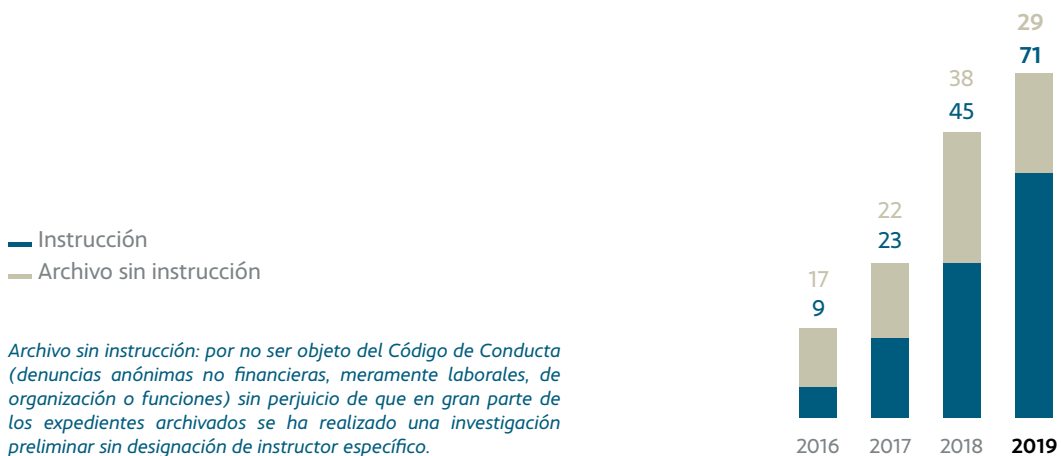 29
71
38
45
22
23
17
9
Instrucción
Archivo sin instrucción
Archivo sin instrucción: por no ser objeto del Código de Conducta
(denuncias anónimas no financieras, meramente laborales, de
organización o funciones) sin perjuicio de que en gran parte de
los expedientes archivados se ha realizado una investigación
preliminar sin designación de instructor específico.
2016 2017 2018 2019